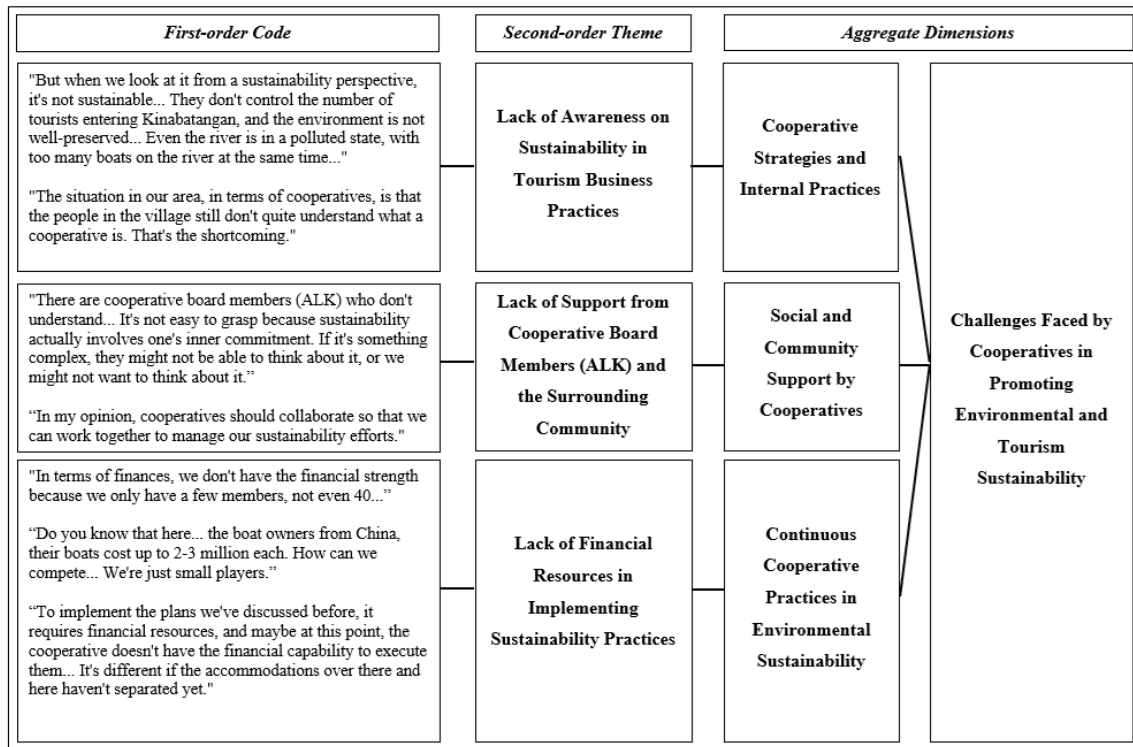 First-order Code
Second-order Theme
Aggregate Dimensions
"But when we look at it from a sustainability perspective,
it's not sustainable... They don't control the number of
tourists entering Kinabatangan, and the environment is not
well-preserved... Even the river is in a polluted state, with
too many boats on the river at the same time..."
"The situation in our area, in terms of cooperatives, is that
the people in the village still don't quite understand what a
cooperative is. That's the shortcoming."
Lack of Awareness on
Sustainability in
Tourism Business
Practices
Cooperative
Strategies and
Internal Practices
"There are cooperative board members (ALK) who don't
understand... It's not easy to grasp because sustainability
actually involves one's inner commitment. If it's something
complex, they might not be able to think about it, or we
might not want to think about it.”
“In my opinion, cooperatives should collaborate so that we
can work together to manage our sustainability efforts."
Lack of Support from
Cooperative Board
Members (ALK) and
the Surrounding
Community
Social and
Community
Support by
Cooperatives
"In terms of finances, we don't have the financial strength
because we only have a few members, not even 40...”
“Do you know that here... the boat owners from China,
their boats cost up to 2-3 million each. How can we
compete... We're just small players.”
“To implement the plans we've discussed before, it
requires financial resources, and maybe at this point, the
cooperative doesn't have the financial capability to execute
them... It's different if the accommodations over there and
here haven't separated yet."
Lack of Financial
Resources in
Implementing
Sustainability Practices
Continuous
Cooperative
Practices in
Environmental
Sustainability
Challenges Faced by
Cooperatives in
Promoting
Environmental and
Tourism
Sustainability